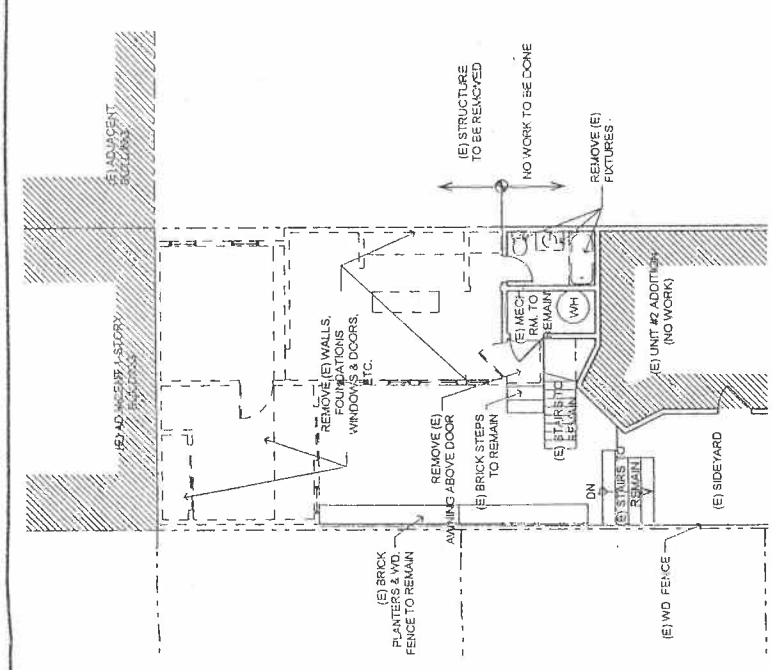 (E) ADJACENT
BUILDING
(E) ADJACENT 1-STORY
BUILDING
(E) STRUCTURE
TO BE REMOVED
NO WORK TO BE DONE
REMOVE (E)
FIXTURES
REMOVE (E) WALLS,
FOUNDATIONS
WINDOWS & DOORS,
ETC.
(E) MECH
RM. TO
REMAIN
WH
(E) UNIT #2 ADDITION
(NO WORK)
REMOVE (E)
AWNING ABOVE DOOR
(E) BRICK STEPS
TO REMAIN
(E) STAIRS TO
REMAIN
DN
(E) STAIRS TO
REMAIN
(E) SIDEYARD
(E) BRICK
PLANTERS & WD.
FENCE TO REMAIN
(E) WD. FENCE